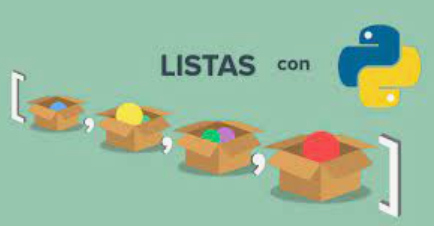 LISTAS con
[ , , , ]